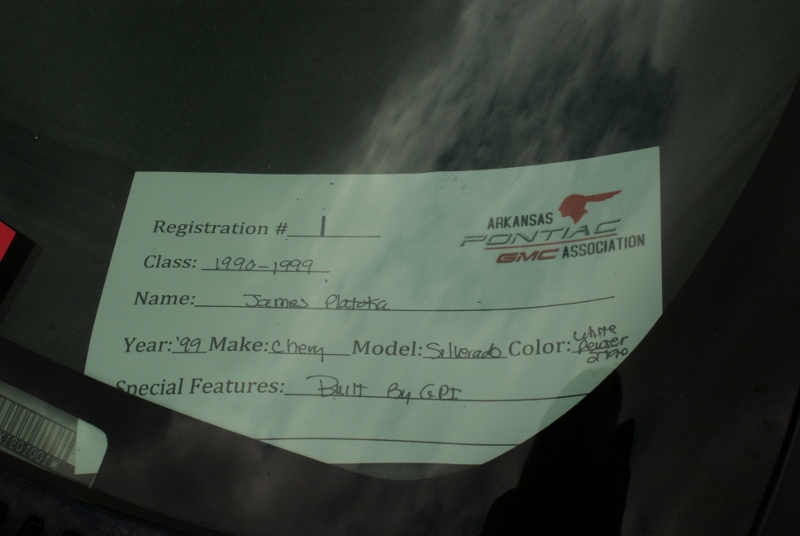 Registration # 1
ARKANSAS
PONTIAC
GMC ASSOCIATION
Class: 1990-1999
Name: James Platoka
Year: '99 Make: Chevy Model: Silverado Color: White Pewter
Special Features: Built By GPI